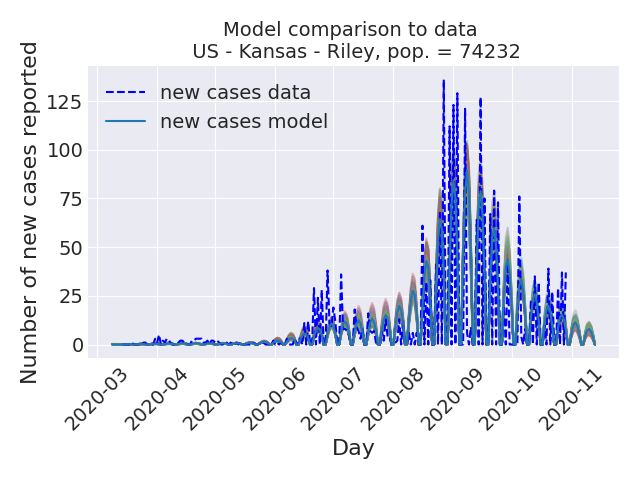 Model comparison to data
US - Kansas - Riley, pop. = 74232
Number of new cases reported
125
100
75
50
25
0
new cases data
new cases model
2020-03
2020-04
2020-05
2020-06
2020-07
2020-08
2020-09
2020-10
2020-11
Day